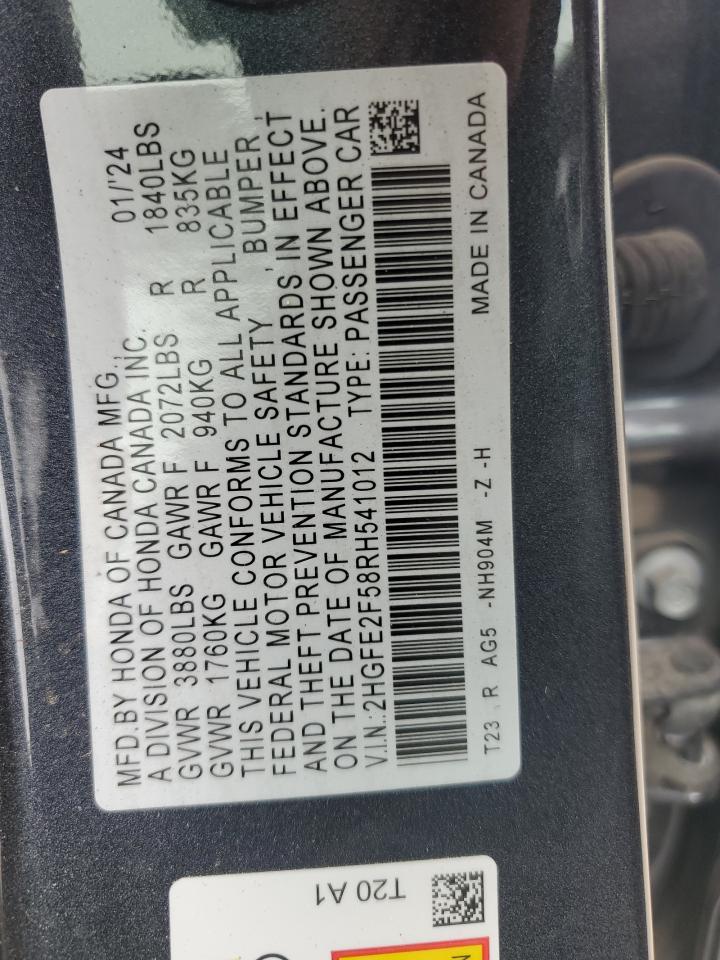 MFD.BY HONDA OF CANADA MFG., 01/'24
A DIVISION OF HONDA CANADA INC.
GVWR 3880LBS GAWR F 2072LBS R 1840LBS
GVWR 1760KG GAWR F 940KG R 835KG
THIS VEHICLE CONFORMS TO ALL APPLICABLE
FEDERAL MOTOR VEHICLE SAFETY , BUMPER ,
AND THEFT PREVENTION STANDARDS IN EFFECT
ON THE DATE OF MANUFACTURE SHOWN ABOVE.
V.I.N.:2HGFE2F58RH541012 TYPE: PASSENGER CAR
MADE IN CANADA
T23 R AG5 -NH904M -Z -H
T20 A1